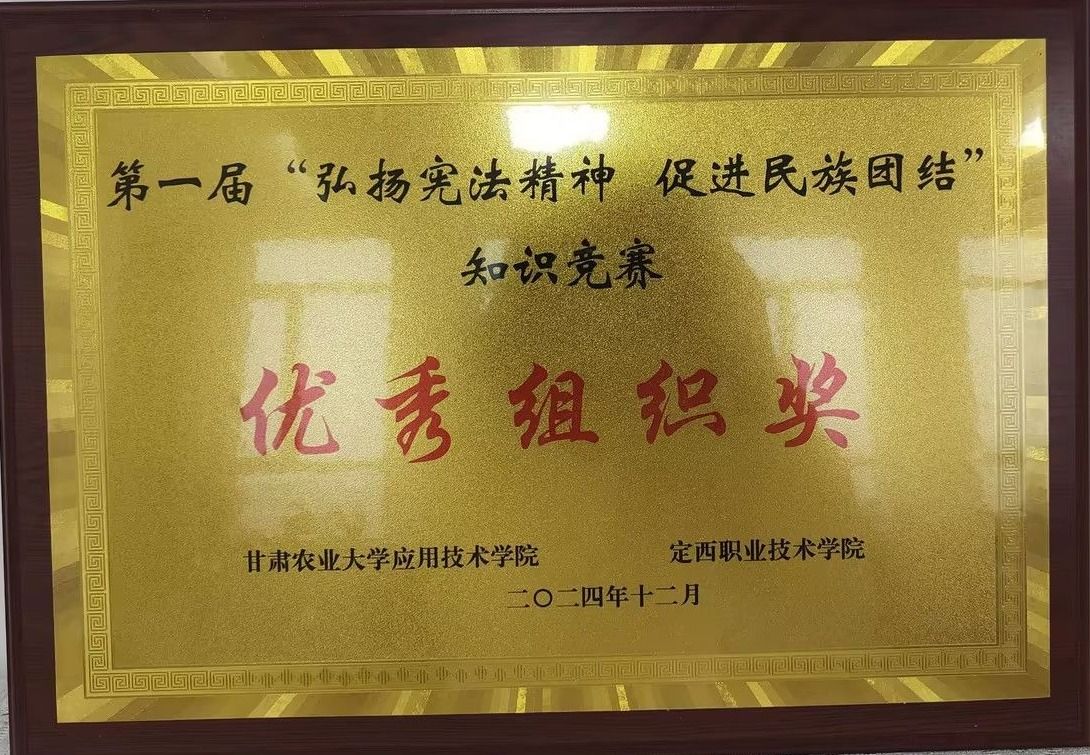 第一届“弘扬宪法精神 促进民族团结”
知识竞赛
优秀组织奖
甘肃农业大学应用技术学院 定西职业技术学院
二〇二四年十二月